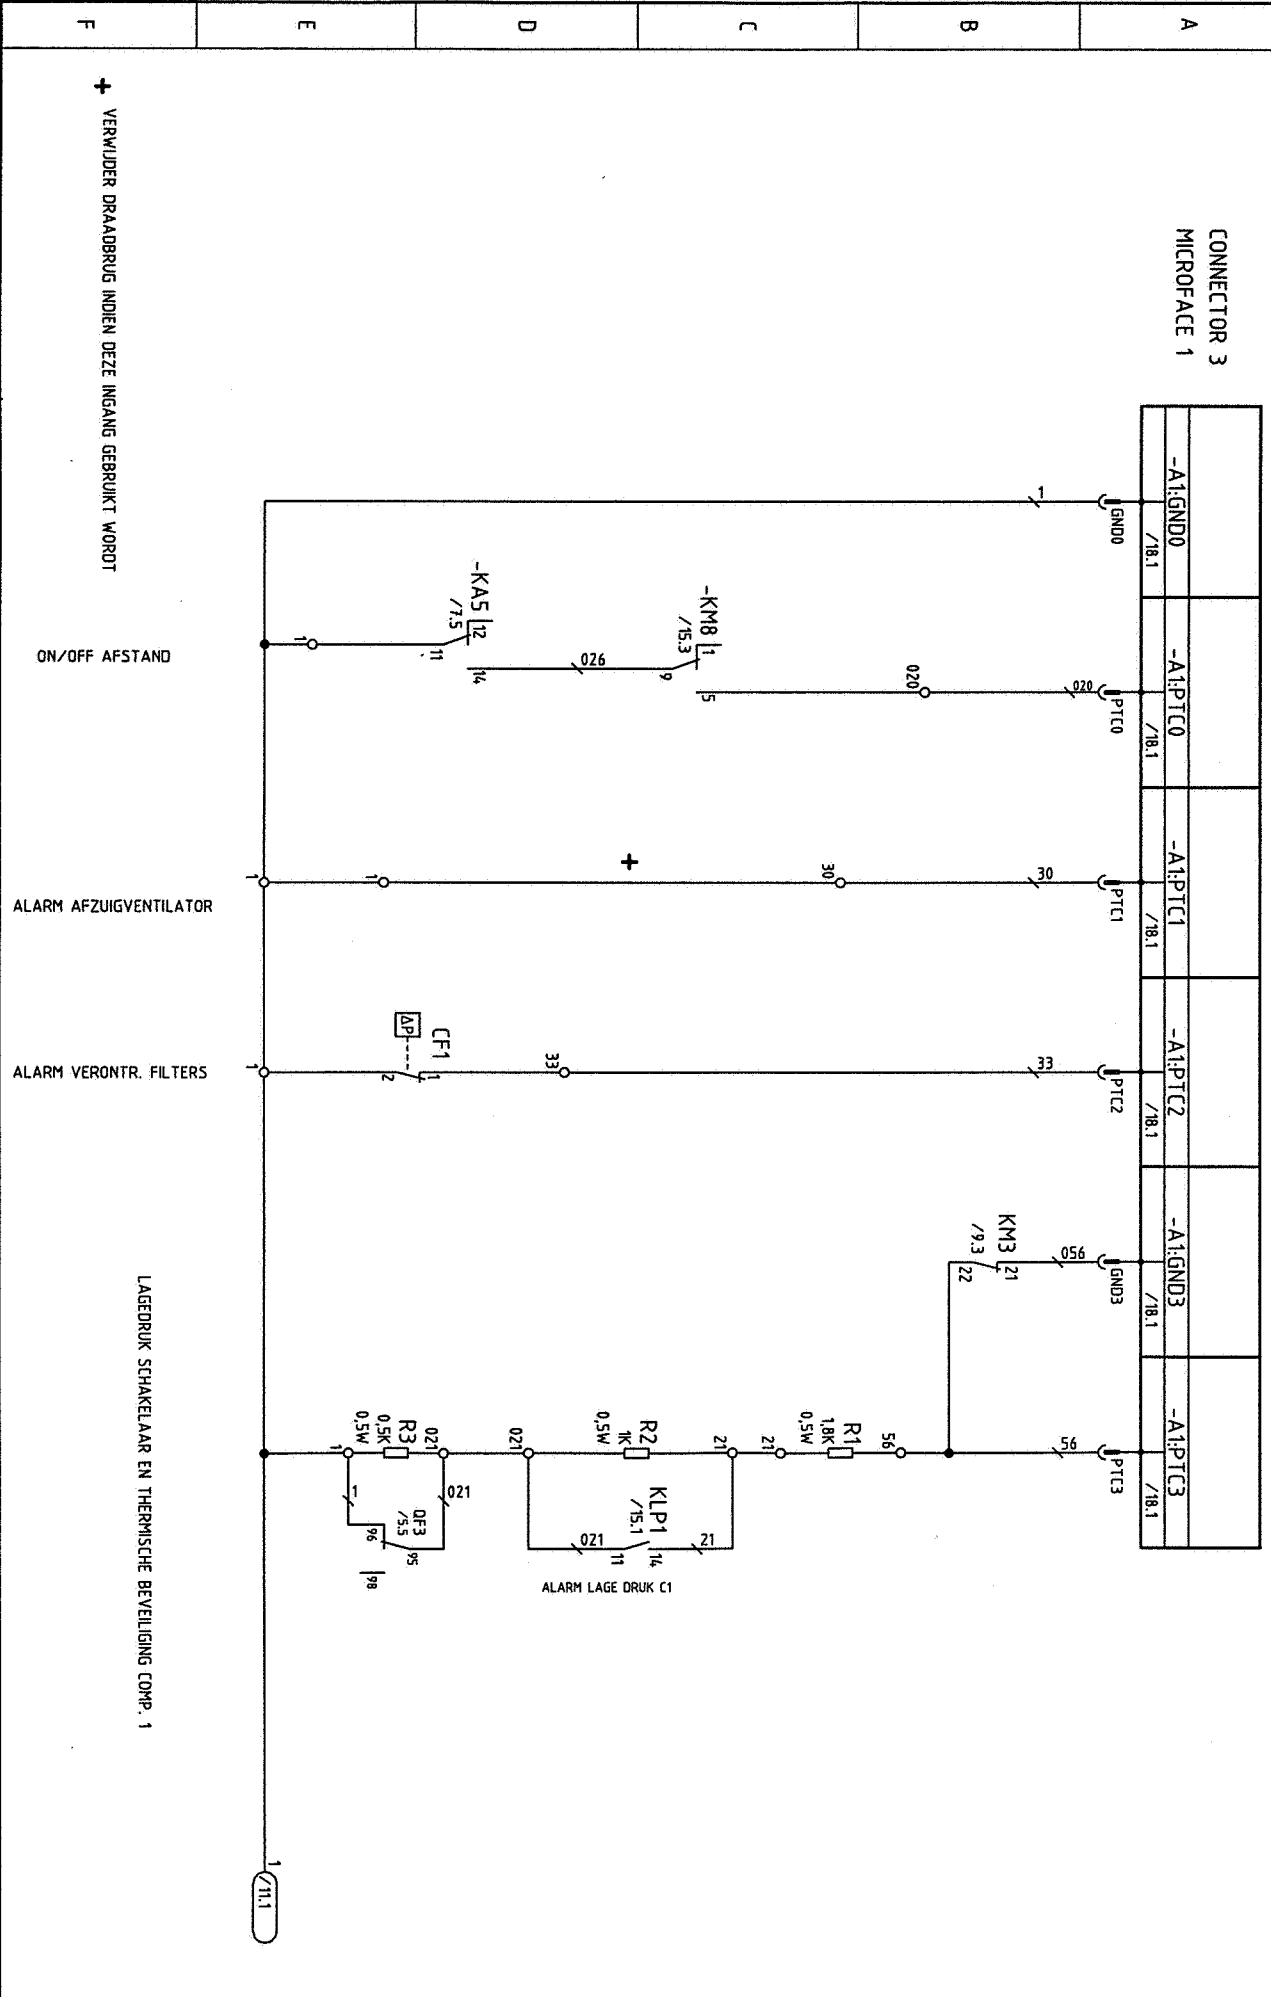 A
B
C
D
E
F
CONNECTOR 3
MICROFACE 1
-A1:GND0
/18.1
-A1:PTC0
/18.1
-A1:PTC1
/18.1
-A1:PTC2
/18.1
-A1:GND3
/18.1
-A1:PTC3
/18.1
GND0
PTC0
PTC1
PTC2
GND3
PTC3
1
020
30
33
056
56
020
-KM8
/15.3
1
5
9
026
-KA5
/7.5
12
14
11
1
30
1
1
33
CF1
ΔP
1
2
1
KM3
/9.3
21
22
56
R1
1,8K
0,5W
21
21
R2
1K
0,5W
KLP1
/15.1
21
14
11
021
ALARM LAGE DRUK C1
021
021
021
R3
0,5K
0,5W
QF3
/5.5
95
96
98
1
1
1
/11.1
ON/OFF AFSTAND
ALARM AFZUIGVENTILATOR
ALARM VERONTR. FILTERS
LAGEDRUK SCHAKELAAR EN THERMISCHE BEVEILIGING COMP. 1
+ VERWIJDER DRAADBRUG INDIEN DEZE INGANG GEBRUIKT WORDT
+